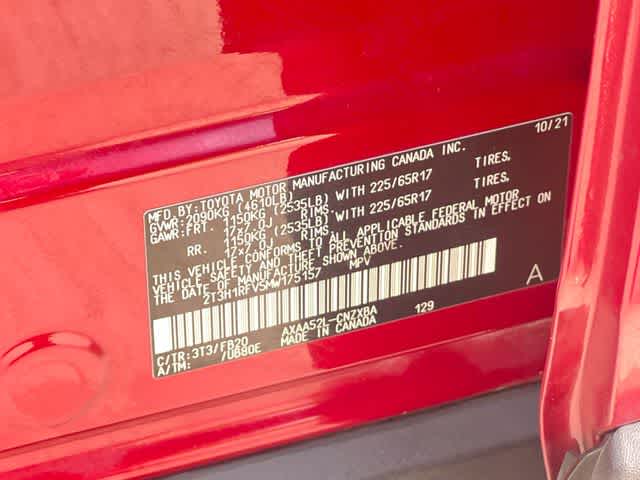 MFD. BY: TOYOTA MOTOR MANUFACTURING CANADA INC. 10/21
GVWR: 2090KG (4610LB)
GAWR: FRT. 1150KG (2535LB) WITH 225/65R17 TIRES,
17x7.0J RIMS,
RR. 1150KG (2535LB) WITH 225/65R17 TIRES,
17x7.0J RIMS,
THIS VEHICLE CONFORMS TO ALL APPLICABLE FEDERAL MOTOR
VEHICLE SAFETY AND THEFT PREVENTION STANDARDS IN EFFECT ON
THE DATE OF MANUFACTURE SHOWN ABOVE.
2T3H1RFV5MW175157 MPV
A
C/TR: 3T3/FB20 AXAA52L-CNZXBA 129
A/TM: /U680E MADE IN CANADA